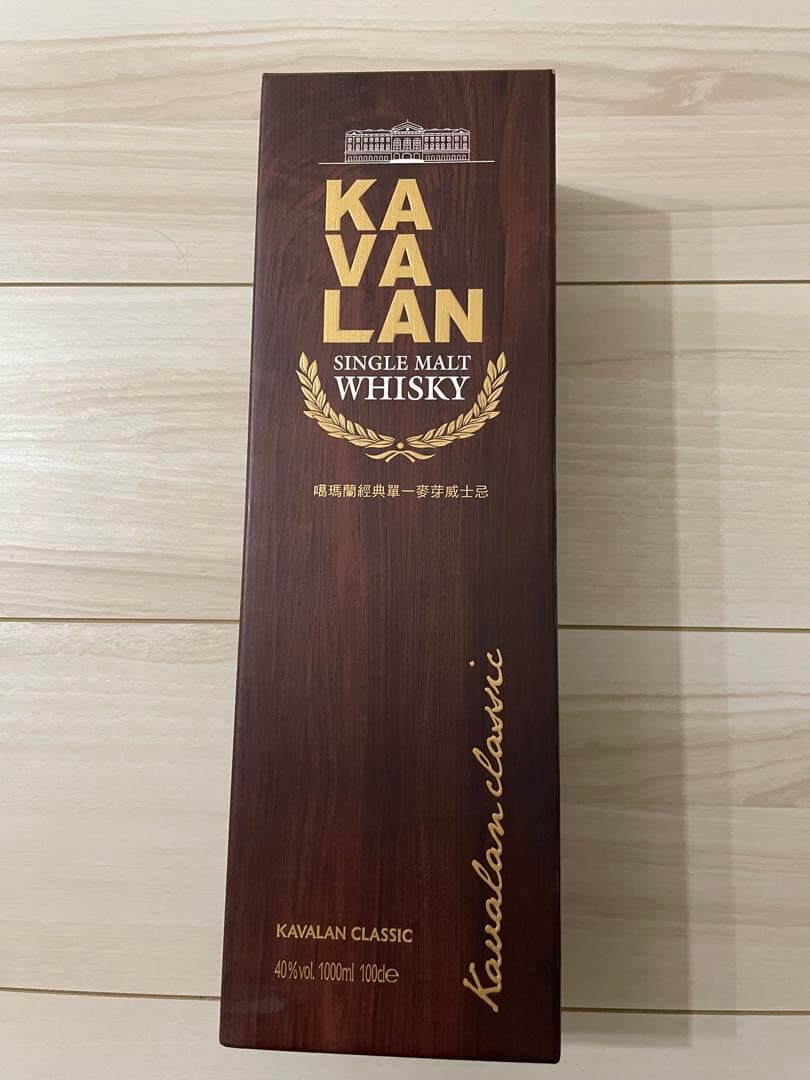 KA
VA
LAN
SINGLE MALT
WHISKY
噶瑪蘭經典單一麥芽威士忌
Kavalan classic
KAVALAN CLASSIC
40%vol. 1000ml 100cl℮